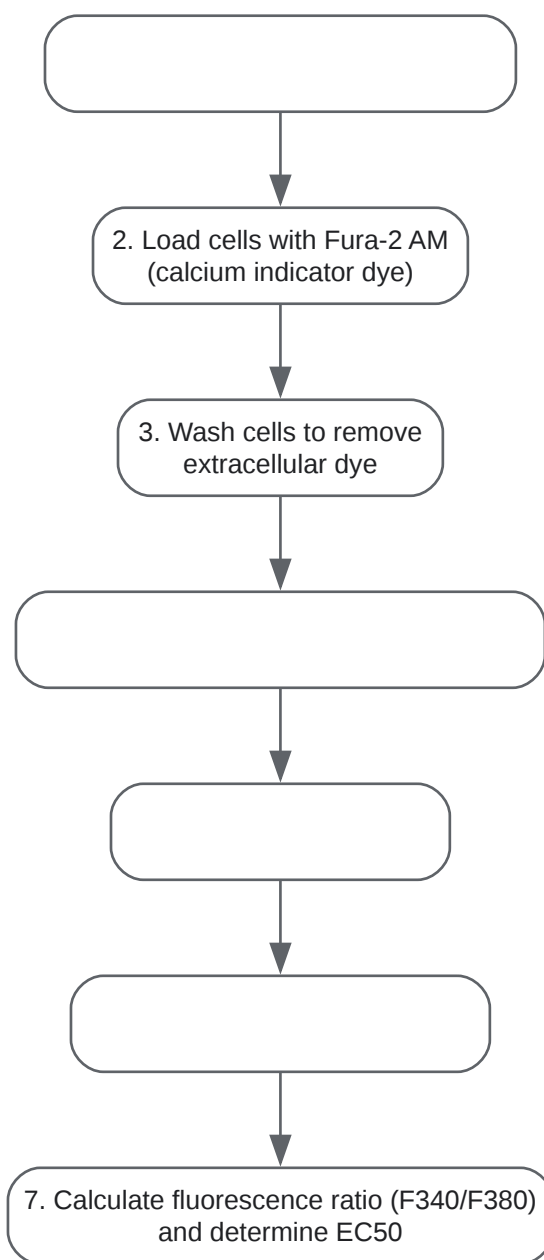 2. Load cells with Fura-2 AM
(calcium indicator dye)
3. Wash cells to remove
extracellular dye
7. Calculate fluorescence ratio (F340/F380)
and determine EC50